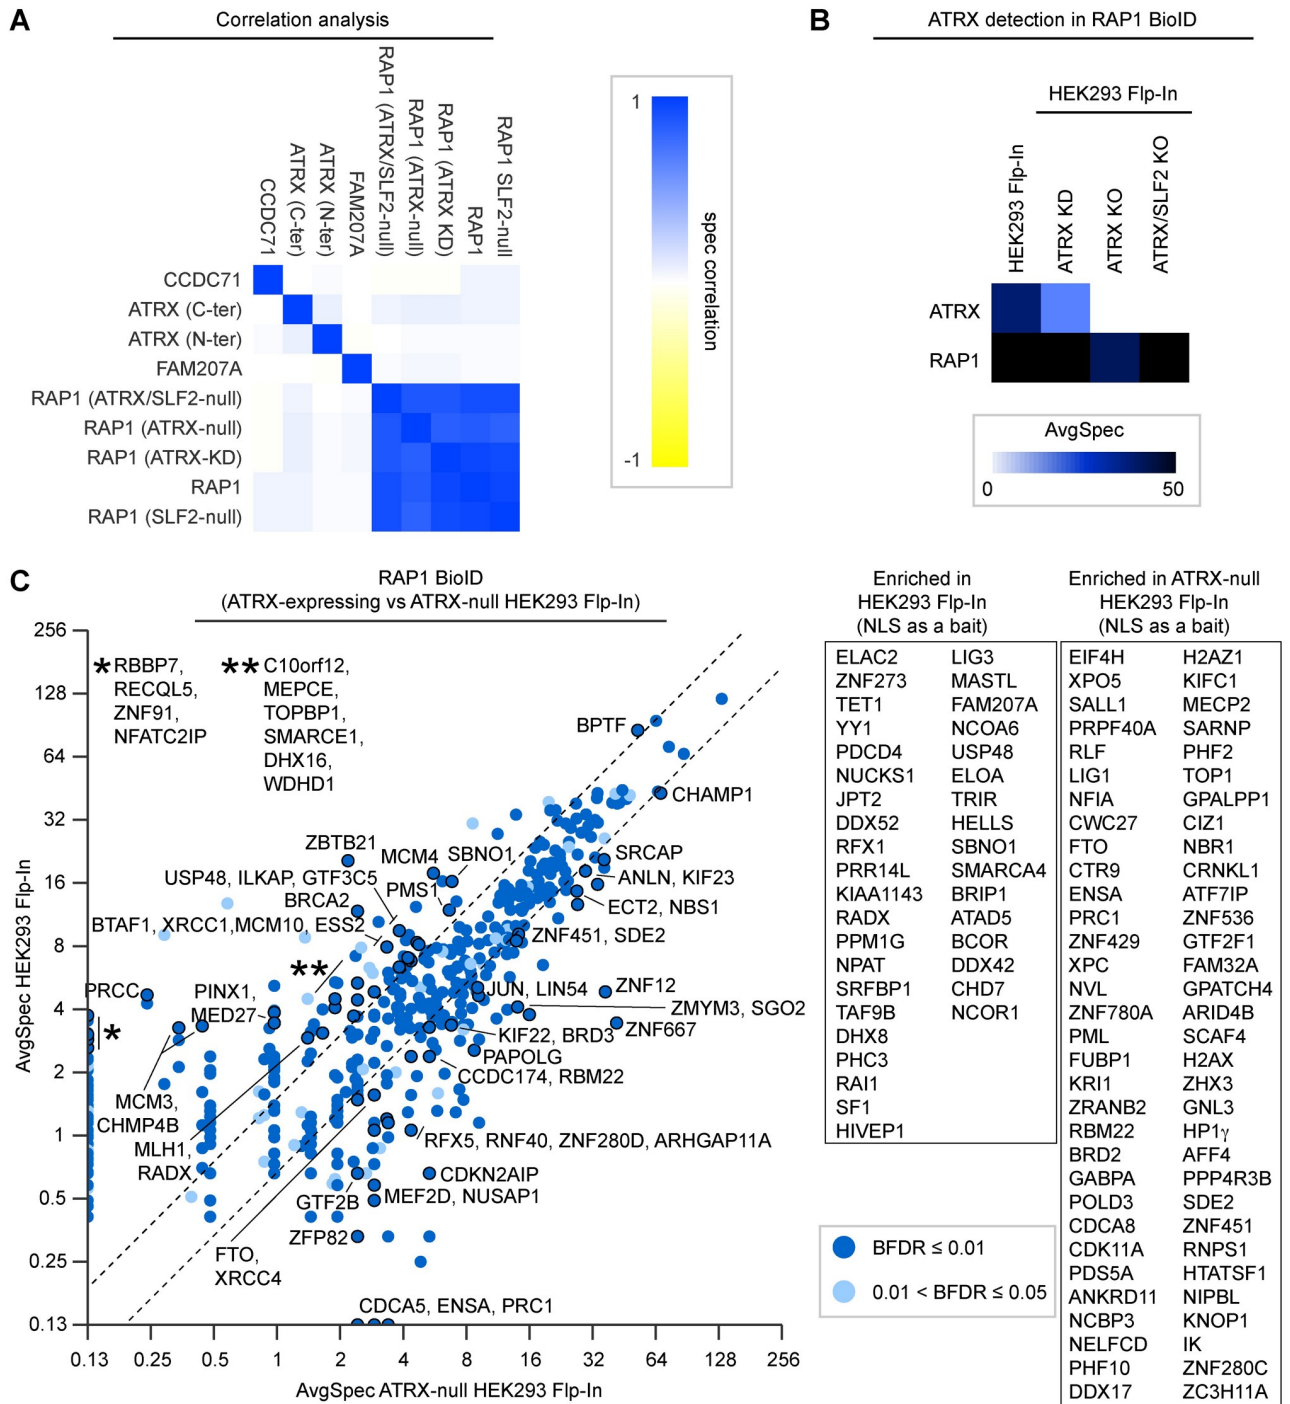 A
Correlation analysis
CCDC71
ATRX (C-ter)
ATRX (N-ter)
FAM207A
RAP1 (ATRX/SLF2-null)
RAP1 (ATRX-null)
RAP1 (ATRX KD)
RAP1
RAP1 SLF2-null
CCDC71
ATRX (C-ter)
ATRX (N-ter)
FAM207A
RAP1 (ATRX/SLF2-null)
RAP1 (ATRX-null)
RAP1 (ATRX-KD)
RAP1
RAP1 (SLF2-null)
1
-1
spec correlation
B
ATRX detection in RAP1 BioID
HEK293 Flp-In
HEK293 Flp-In
ATRX KD
ATRX KO
ATRX/SLF2 KO
ATRX
RAP1
AvgSpec
0
50
C
RAP1 BioID
(ATRX-expressing vs ATRX-null HEK293 Flp-In)
AvgSpec HEK293 Flp-In
256
128
64
32
16
8
4
2
1
0.5
0.25
0.13
*RBBP7,
RECQL5,
ZNF91,
NFATC2IP
**C10orf12,
MEPCE,
TOPBP1,
SMARCE1,
DHX16,
WDHD1
BPTF
CHAMP1
ZBTB21
MCM4
SBNO1
SRCAP
USP48, ILKAP, GTF3C5
PMS1
ANLN, KIF23
BRCA2
ECT2, NBS1
BTAF1, XRCC1,MCM10, ESS2
ZNF451, SDE2
**
PRCC
PINX1,
MED27
JUN, LIN54
ZNF12
ZMYM3, SGO2
*
KIF22, BRD3
ZNF667
PAPOLG
CCDC174, RBM22
MCM3,
CHMP4B
MLH1,
RADX
RFX5, RNF40, ZNF280D, ARHGAP11A
CDKN2AIP
GTF2B
MEF2D, NUSAP1
ZFP82
FTO,
XRCC4
CDCA5, ENSA, PRC1
0.13 0.25 0.5 1 2 4 8 16 32 64 128 256
AvgSpec ATRX-null HEK293 Flp-In
Enriched in
HEK293 Flp-In
(NLS as a bait)
ELAC2 LIG3
ZNF273 MASTL
TET1 FAM207A
YY1 NCOA6
PDCD4 USP48
NUCKS1 ELOA
JPT2 TRIR
DDX52 HELLS
RFX1 SBNO1
PRR14L SMARCA4
KIAA1143 BRIP1
RADX ATAD5
PPM1G BCOR
NPAT DDX42
SRFBP1 CHD7
TAF9B NCOR1
DHX8
PHC3
RAI1
SF1
HIVEP1
Enriched in ATRX-null
HEK293 Flp-In
(NLS as a bait)
EIF4H H2AZ1
XPO5 KIFC1
SALL1 MECP2
PRPF40A SARNP
RLF PHF2
LIG1 TOP1
NFIA GPALPP1
CWC27 CIZ1
FTO NBR1
CTR9 CRNKL1
ENSA ATF7IP
PRC1 ZNF536
ZNF429 GTF2F1
XPC FAM32A
NVL GPATCH4
ZNF780A ARID4B
PML SCAF4
FUBP1 H2AX
KRI1 ZHX3
ZRANB2 GNL3
RBM22 HP1γ
BRD2 AFF4
GABPA PPP4R3B
POLD3 SDE2
CDCA8 ZNF451
CDK11A RNPS1
PDS5A HTATSF1
ANKRD11 NIPBL
NCBP3 KNOP1
NELFCD IK
PHF10 ZNF280C
DDX17 ZC3H11A
BFDR ≤ 0.01
0.01 < BFDR ≤ 0.05